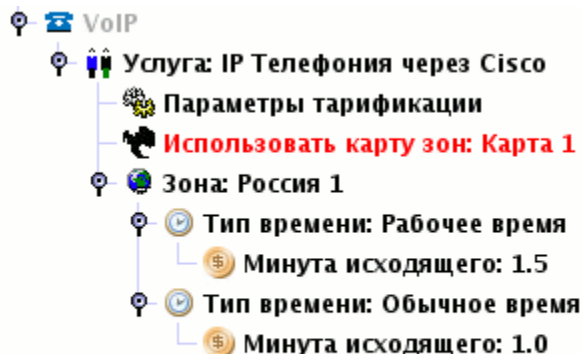 VoIP
Услуга: IP Телефония через Cisco
Параметры тарификации
Использовать карту зон: Карта 1
Зона: Россия 1
Тип времени: Рабочее время
Минута исходящего: 1.5
Тип времени: Обычное время
Минута исходящего: 1.0